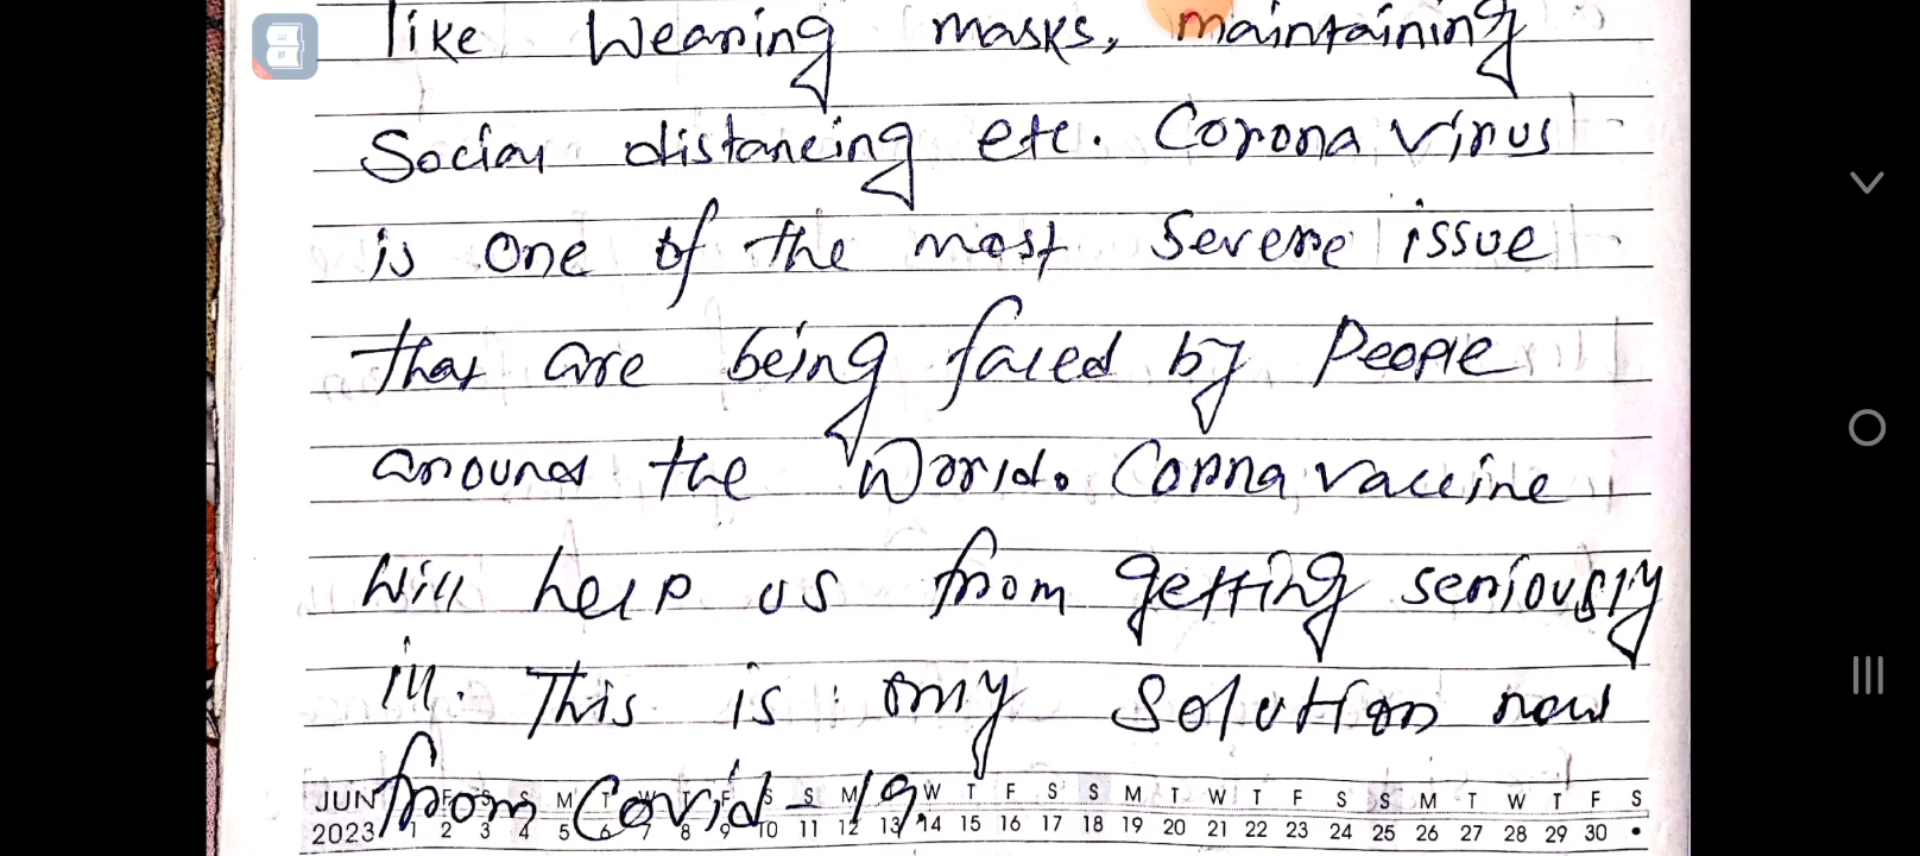 like Wearing masks, maintaining
Social distancing etc. Corona Virus
is one of the most Severe issue
that are being faced by People
around the World. Corona vaccine
Will help us from getting seriously
ill. This is only Solution now
from Covid-19.
JUN F S S M T W T F S S M T W T F S S M T W T F S S M T W T F S
2023 1 2 3 4 5 6 7 8 9 10 11 12 13 14 15 16 17 18 19 20 21 22 23 24 25 26 27 28 29 30 •